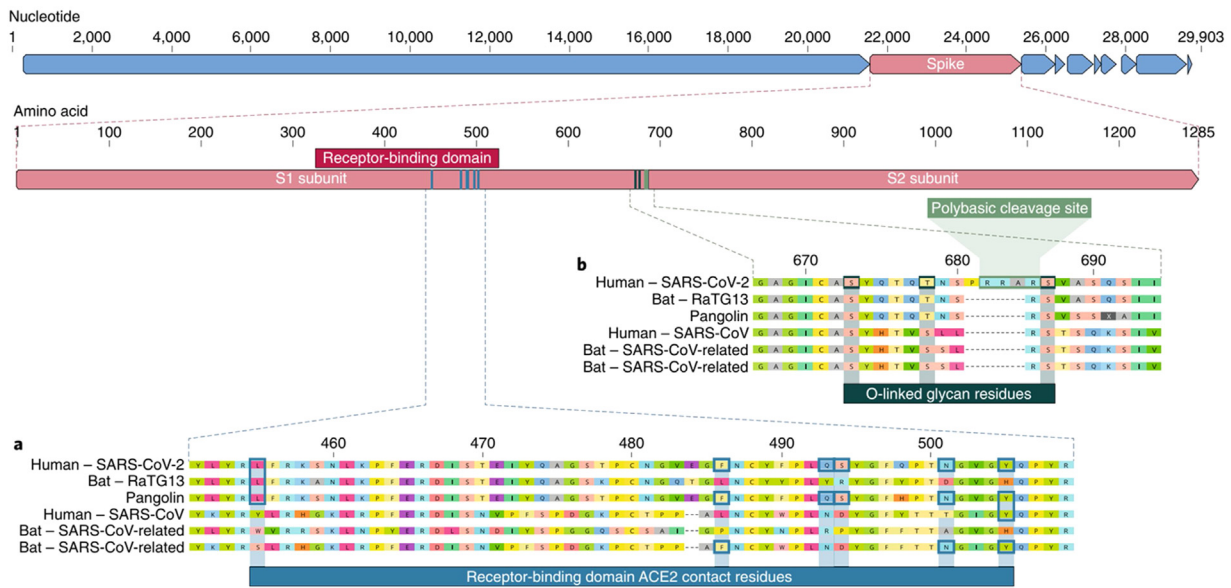 Nucleotide
1 2,000 4,000 6,000 8,000 10,000 12,000 14,000 16,000 18,000 20,000 22,000 24,000 26,000 28,000 29,903
Spike
Amino acid
1 100 200 300 400 500 600 700 800 900 1000 1100 1200 1285
Receptor-binding domain
S1 subunit S2 subunit
Polybasic cleavage site
b 670 680 690
Human – SARS-CoV-2 G A G I C A S Y Q T Q T N S P R R A R S V A S Q S I I
Bat – RaTG13 G A G I C A S Y Q T Q T N S - - - - R S V A S Q S I I
Pangolin G A G I C A S Y Q T Q T N S - - - - R S V S S X A I I
Human – SARS-CoV G A G I C A S Y H T V S L L - - - - R S T S Q K S I V
Bat – SARS-CoV-related G A G I C A S Y H T V S S L - - - - R S T S Q K S I V
Bat – SARS-CoV-related G A G I C A S Y H T V S S L - - - - R S T S Q K S I V
O-linked glycan residues
a 460 470 480 490 500
Human – SARS-CoV-2 Y L Y R L F R K S N L K P F E R D I S T E I Y Q A G S T P C N G V E G F N C Y F P L Q S Y G F Q P T N G V G Y Q P Y R
Bat – RaTG13 Y L Y R L F R K A N L K P F E R D I S T E I Y Q A G S K P C N G Q T G L N C Y Y P L Y R Y G F Y P T D G V G H Q P Y R
Pangolin Y L Y R L F R K S N L K P F E R D I S T E I Y Q A G S T P C N G V E G F N C Y F P L Q S Y G F H P T N G V G Y Q P Y R
Human – SARS-CoV Y K Y R Y L R H G K L R P F E R D I S N V P F S P D G K P C T P P - A L N C Y W P L N D Y G F Y T T T G I G Y Q P Y R
Bat – SARS-CoV-related Y L Y R W V R R S K L N P Y E R D L S N D I Y S P G G Q S C S A I - G P N C Y N P L R P Y G F F T T A G V G H Q P Y R
Bat – SARS-CoV-related Y K Y R S L R H G K L R P F E R D I S N V P F S P D G K P C T P P - A F N C Y W P L N D Y G F F T T N G I G Y Q P Y R
Receptor-binding domain ACE2 contact residues